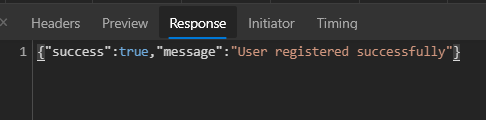 Headers Preview Response Initiator Timing
1 {"success":true,"message":"User registered successfully"}